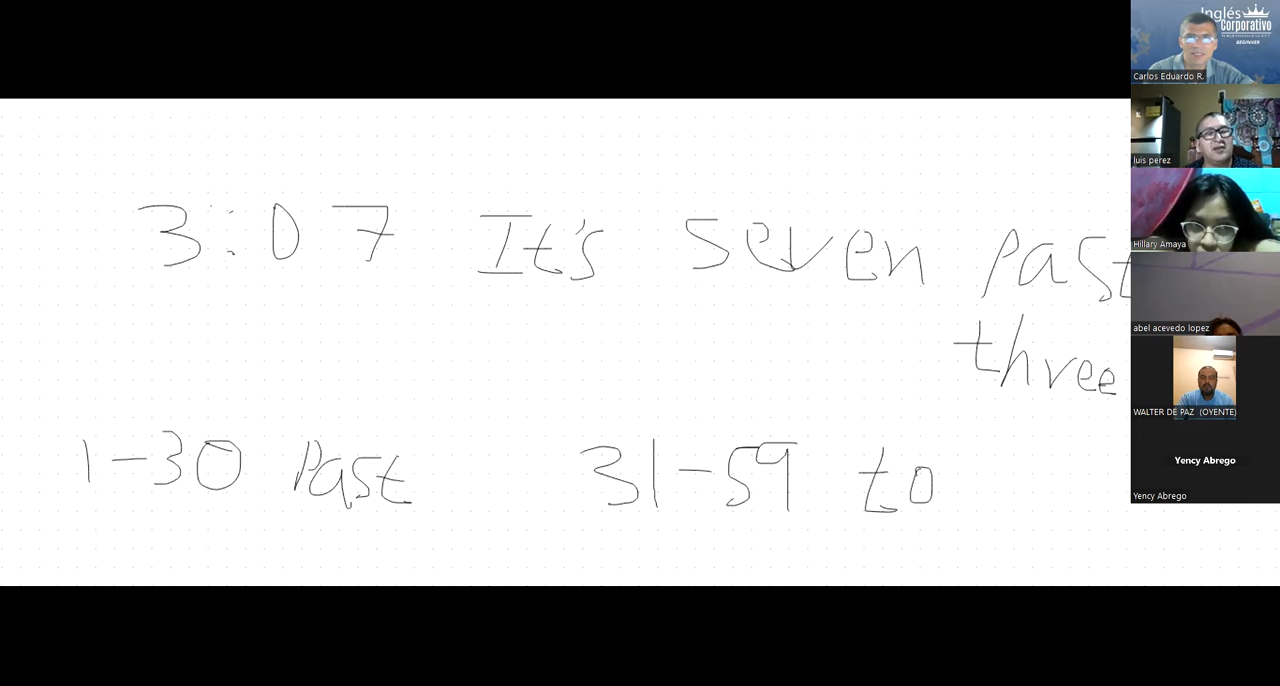 3:07 It's seven past
three
1-30 Past 31-59 to
Inglés
Corporativo
BEGINNER
Carlos Eduardo R.
luis perez
Hillary Amaya
abel acevedo lopez
WALTER DE PAZ (OYENTE)
Yency Abrego
Yency Abrego